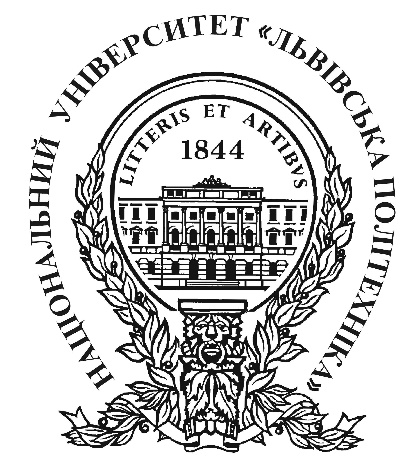 НАЦІОНАЛЬНИЙ УНІВЕРСИТЕТ «ЛЬВІВСЬКА ПОЛІТЕХНІКА»
LITTERIS ET ARTIBVS
1844